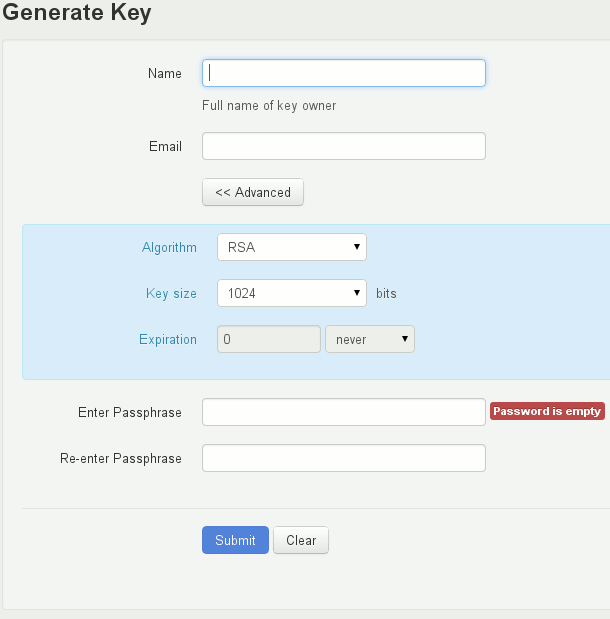 Generate Key
Name
Full name of key owner
Email
<< Advanced
Algorithm RSA
Key size 1024 bits
Expiration 0 never
Enter Passphrase Password is empty
Re-enter Passphrase
Submit Clear